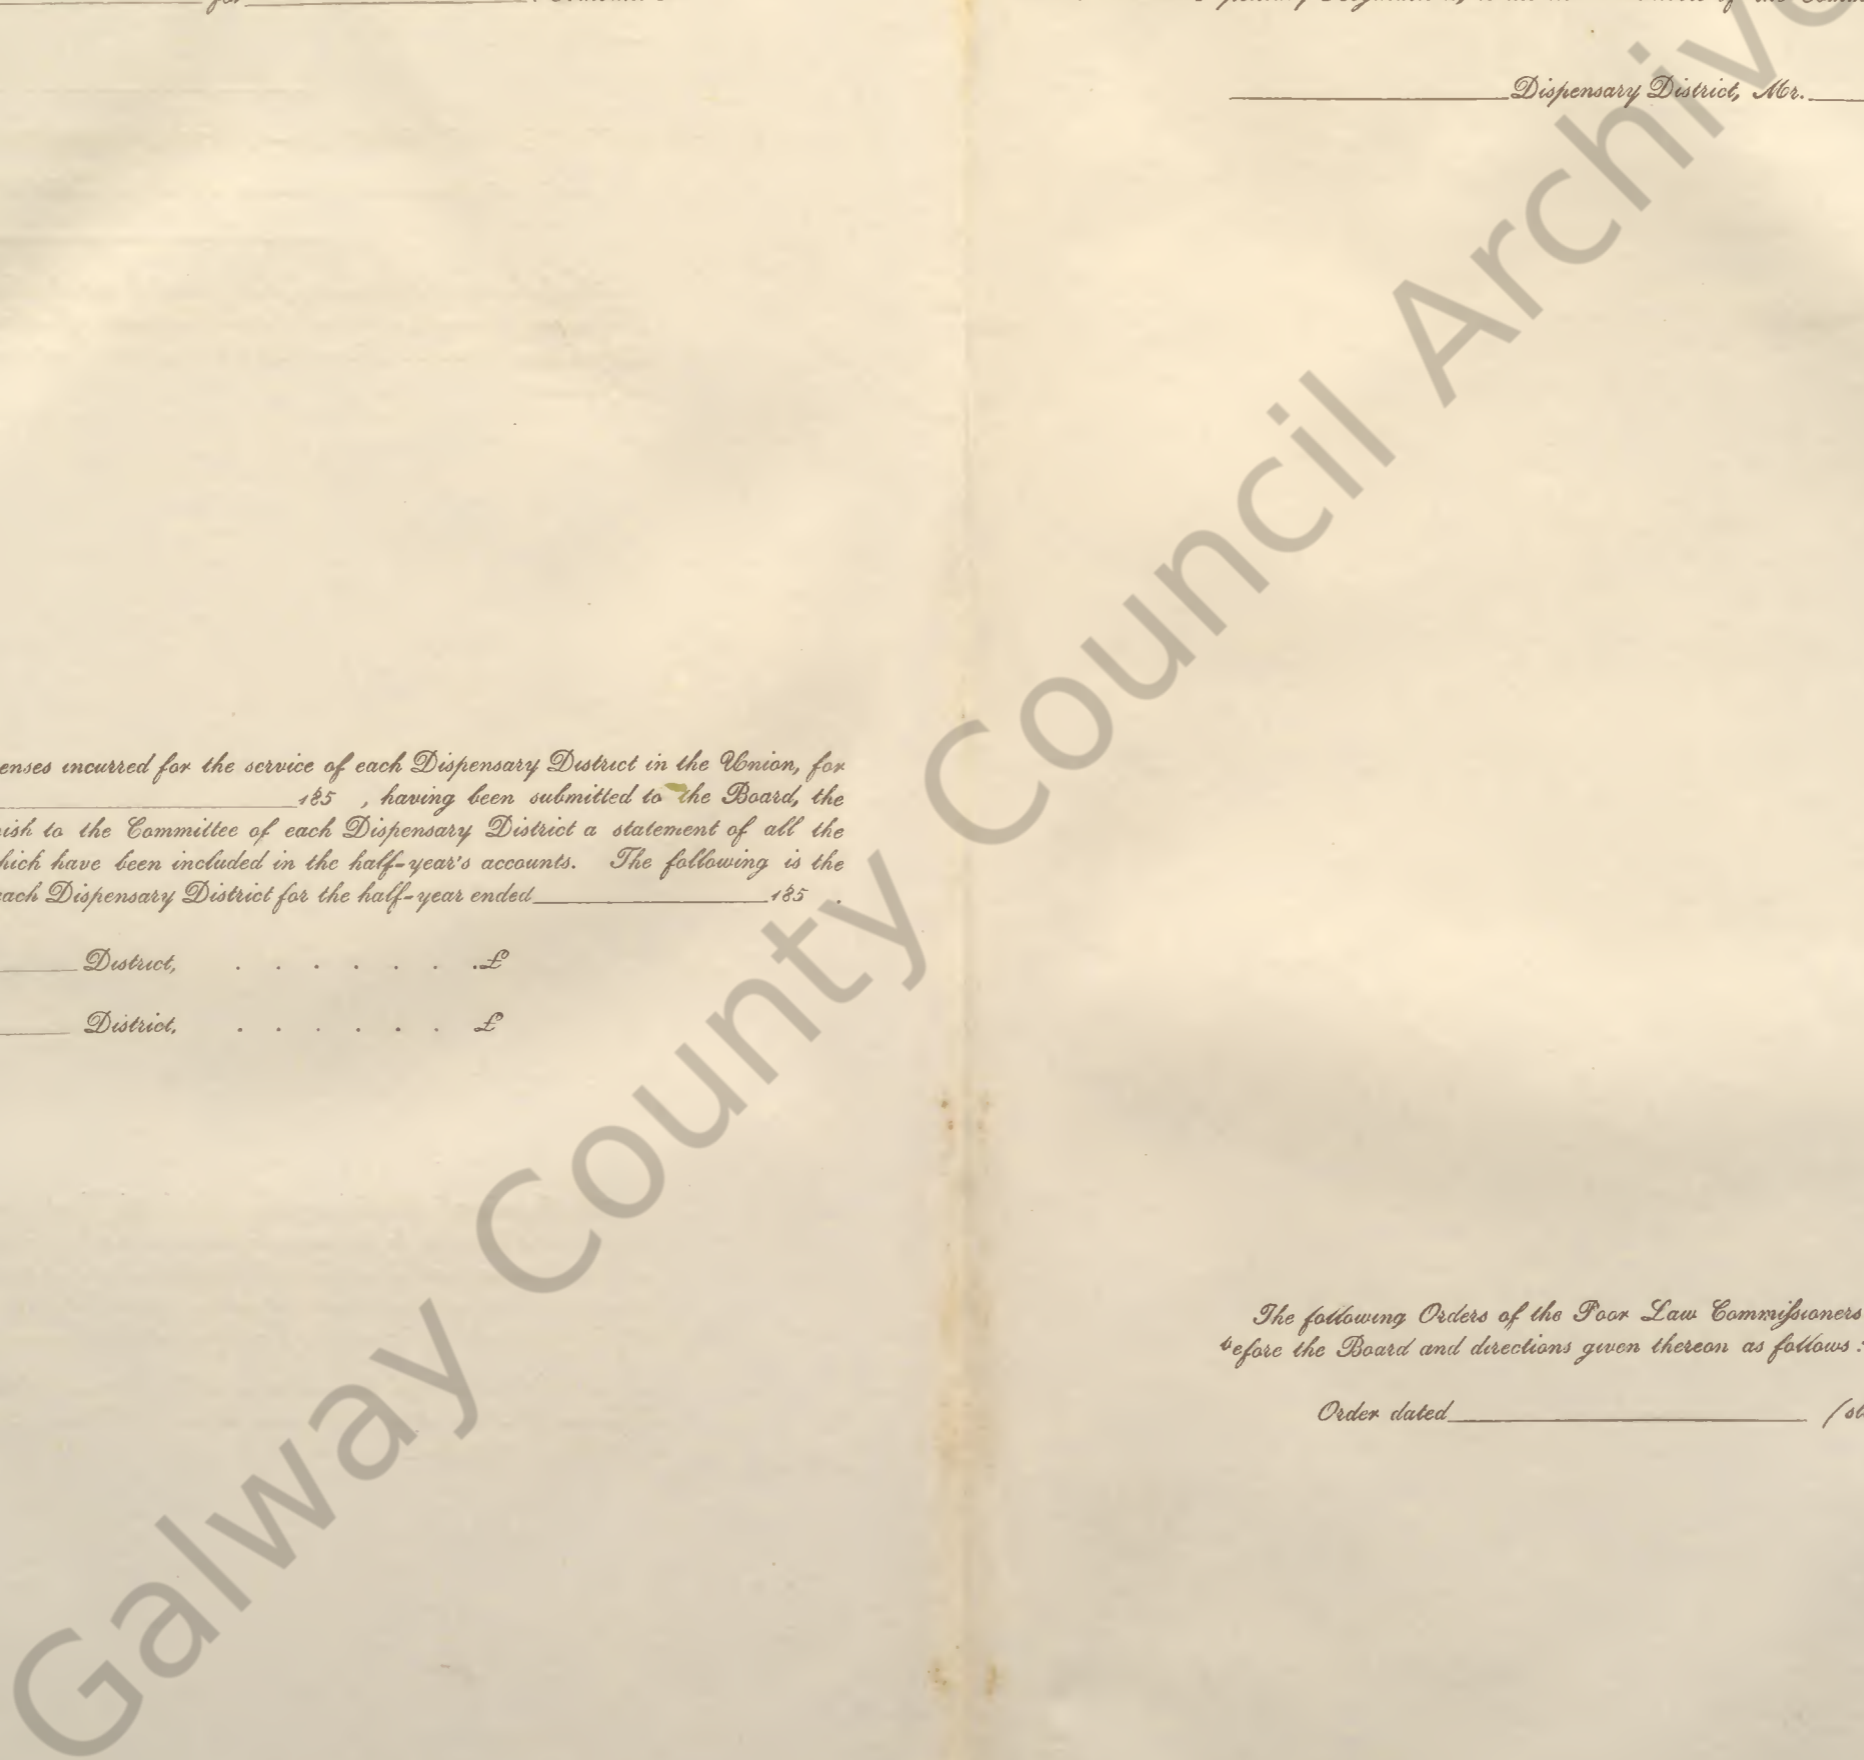 for
enses incurred for the service of each Dispensary District in the Union, for
185 , having been submitted to the Board, the
ish to the Committee of each Dispensary District a statement of all the
hich have been included in the half-year's accounts. The following is the
ach Dispensary District for the half-year ended 185 .
District, . . . . . . . £
District, . . . . . . £
Dispensary District, Mr.
The following Orders of the Poor Law Commissioners
before the Board and directions given thereon as follows :
Order dated (st
Galway County Council Archive